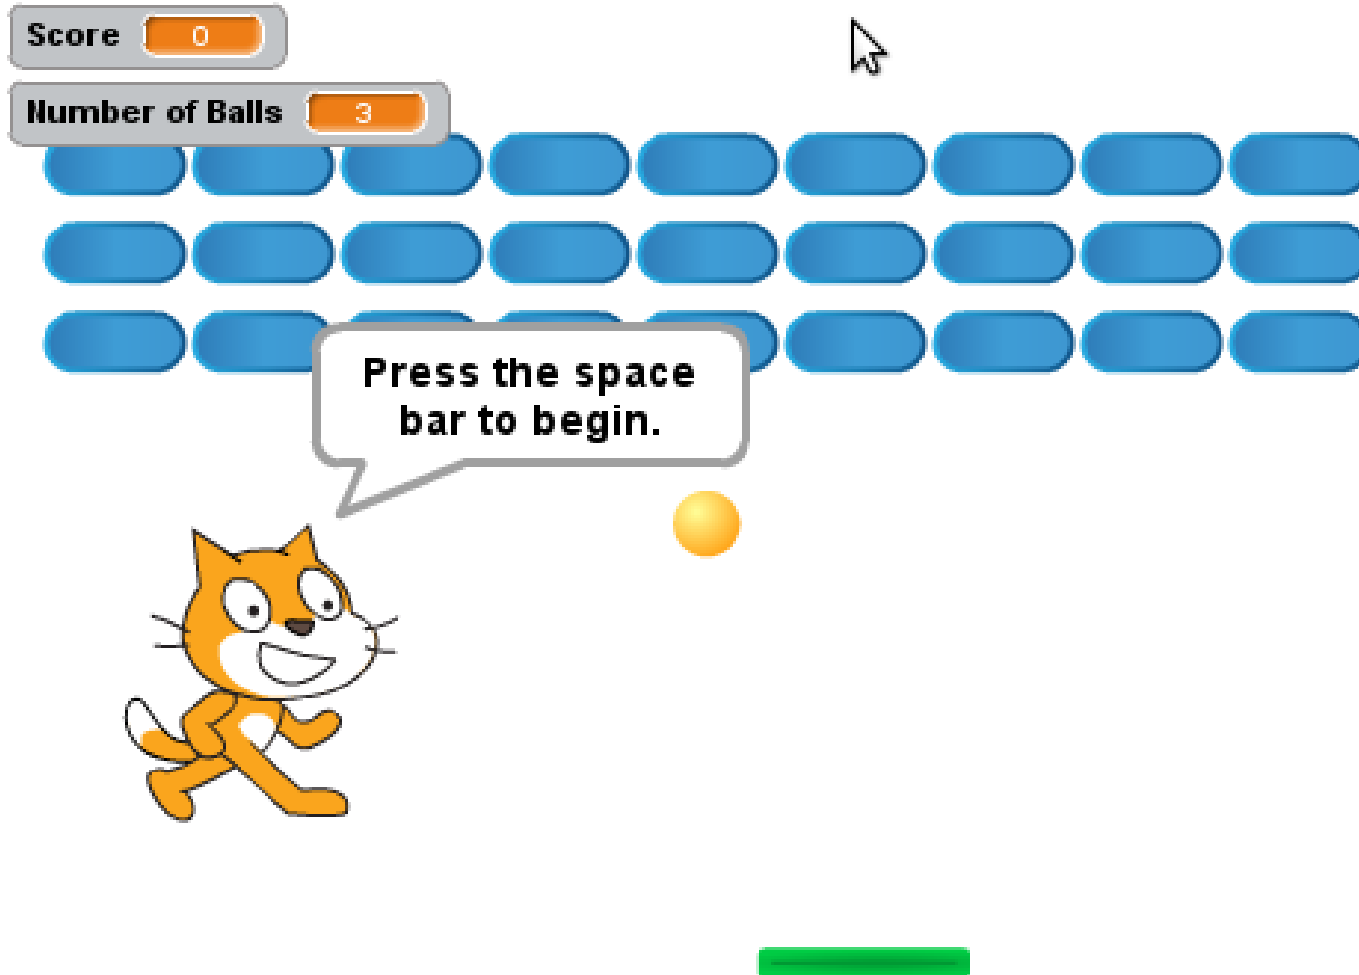 Score 0
Number of Balls 3
Press the space
bar to begin.